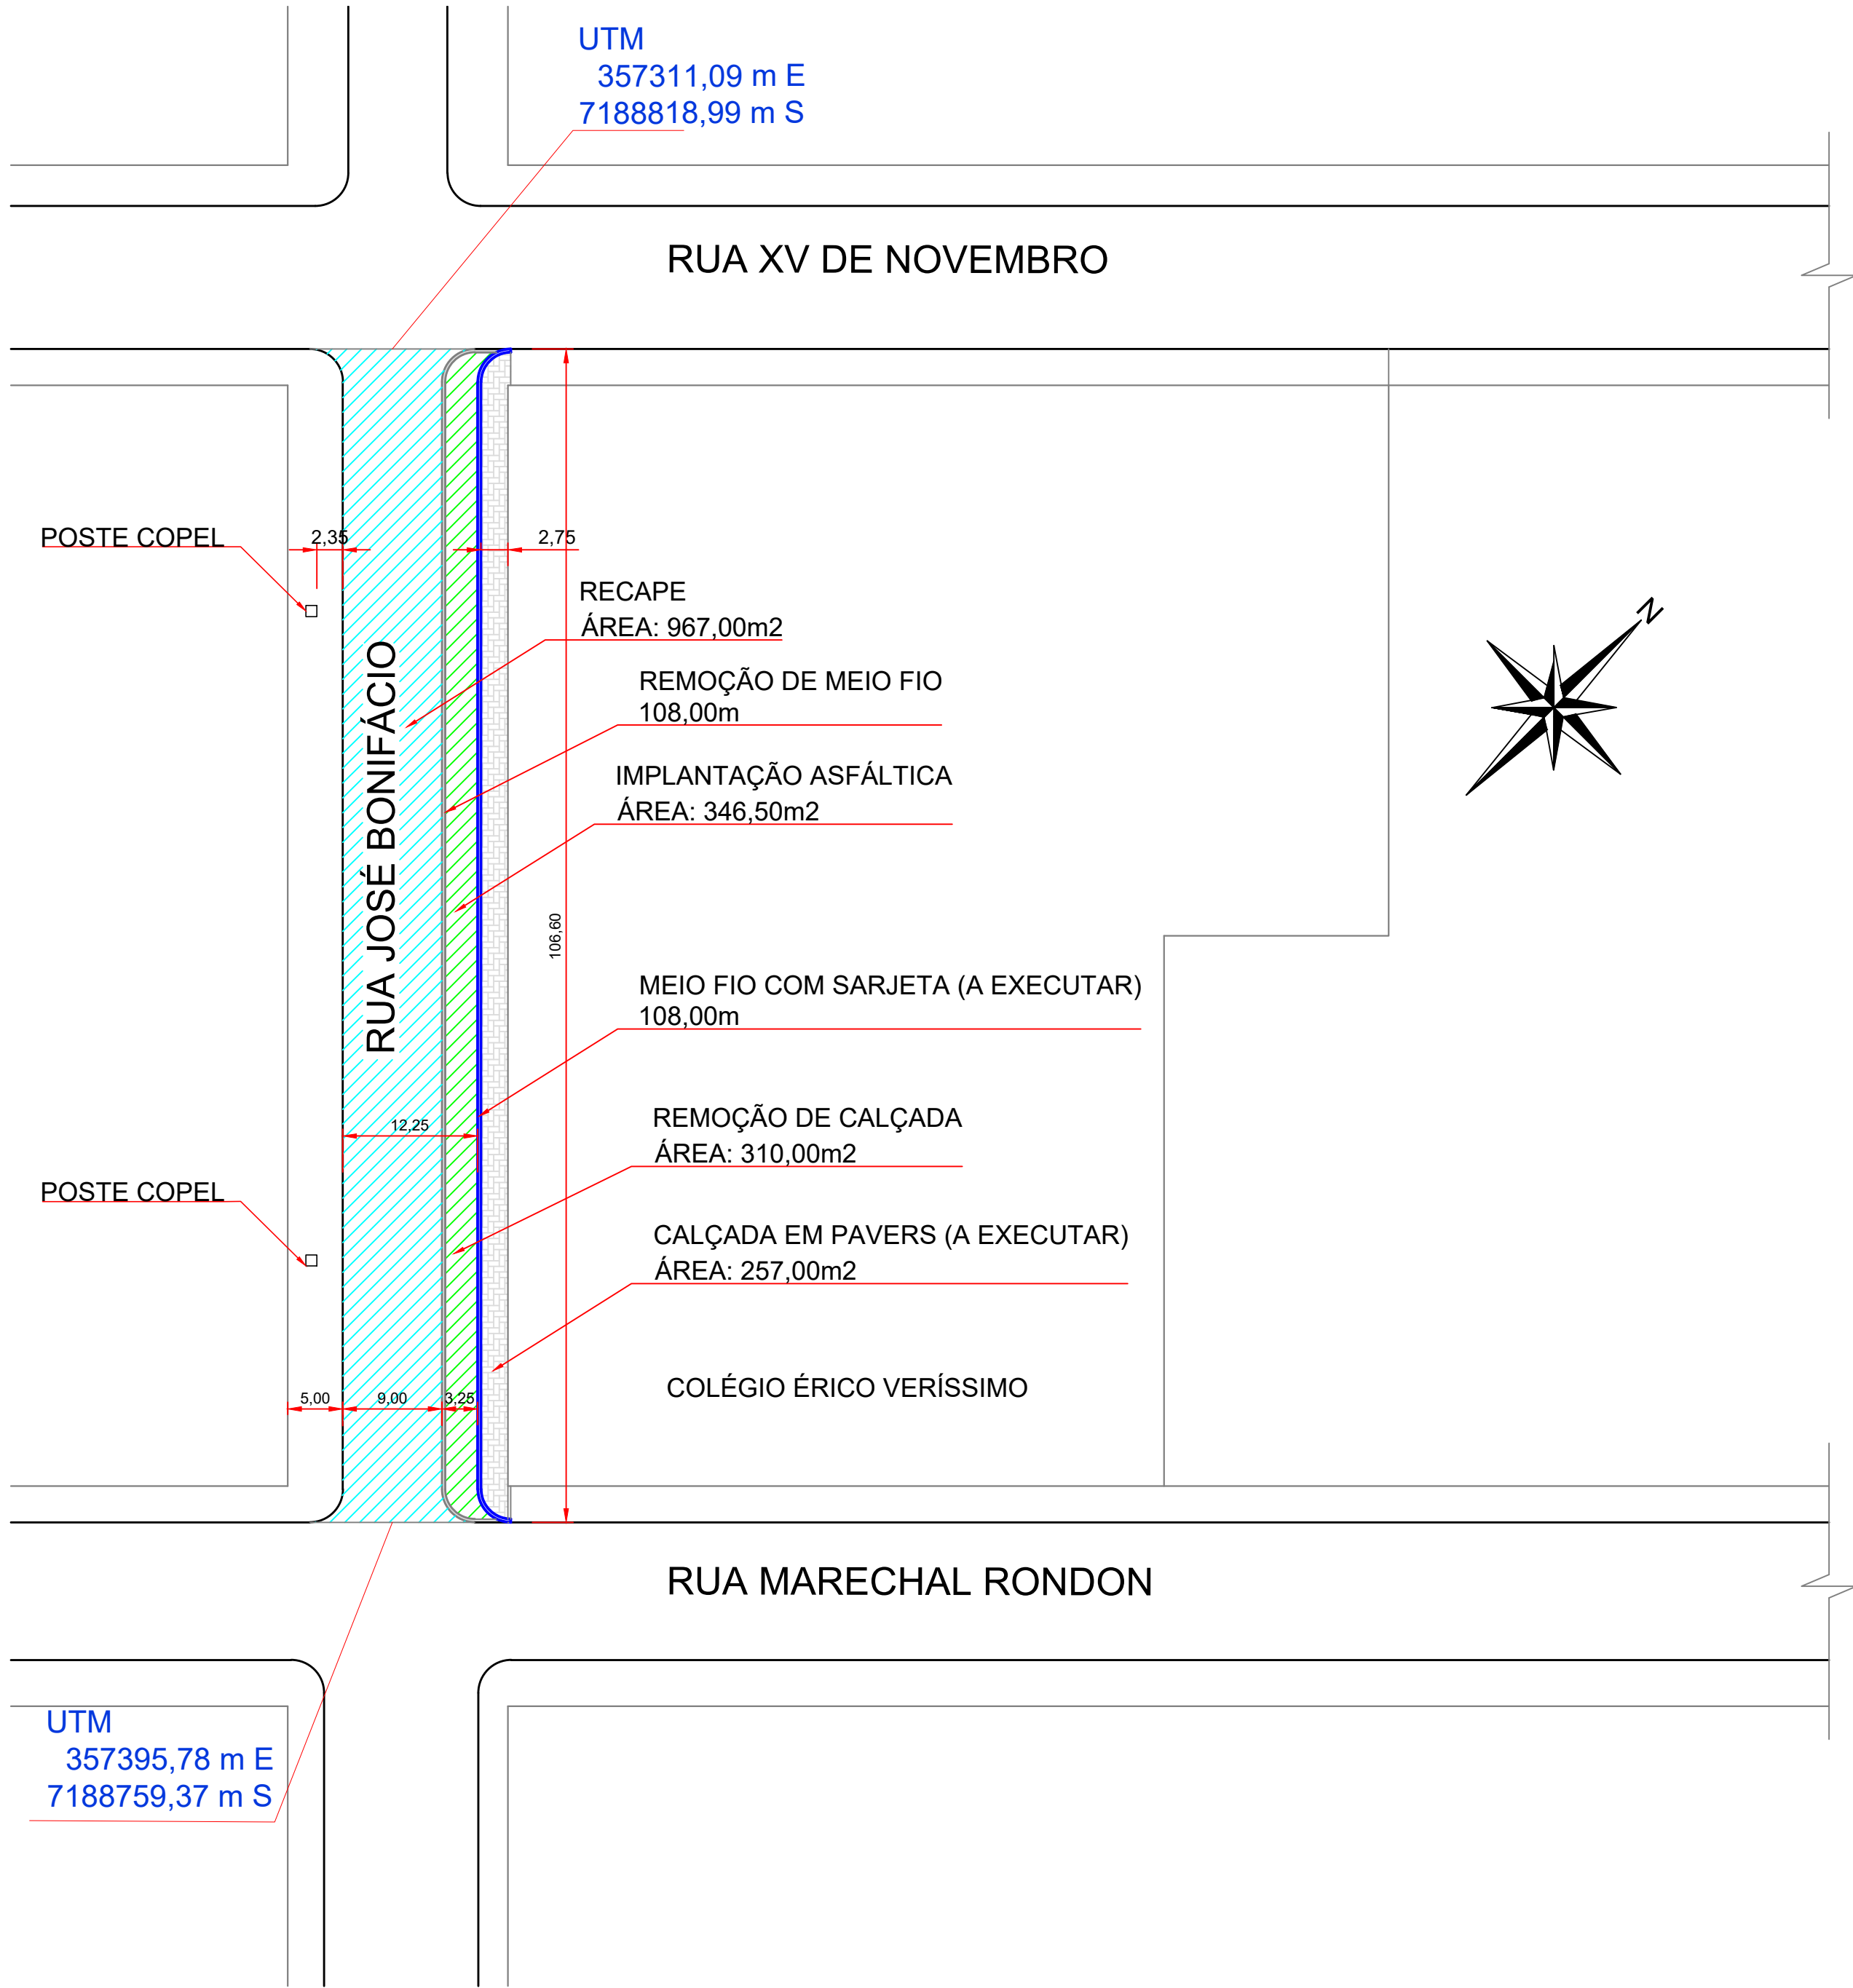 UTM
357311,09 m E
7188818,99 m S
RUA XV DE NOVEMBRO
POSTE COPEL
2,35
2,75
RECAPE
ÁREA: 967,00m2
N
REMOÇÃO DE MEIO FIO
108,00m
RUA JOSÉ BONIFÁCIO
IMPLANTAÇÃO ASFÁLTICA
ÁREA: 346,50m2
106,60
MEIO FIO COM SARJETA (A EXECUTAR)
108,00m
12,25
REMOÇÃO DE CALÇADA
ÁREA: 310,00m2
POSTE COPEL
CALÇADA EM PAVERS (A EXECUTAR)
ÁREA: 257,00m2
COLÉGIO ÉRICO VERÍSSIMO
5,00
9,00
3,25
RUA MARECHAL RONDON
UTM
357395,78 m E
7188759,37 m S